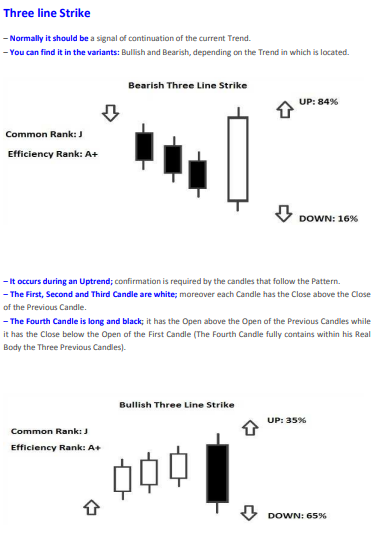 Three line Strike
– Normally it should be a signal of continuation of the current Trend.
– You can find it in the variants: Bullish and Bearish, depending on the Trend in which is located.
Bearish Three Line Strike
UP: 84%
Common Rank: J
Efficiency Rank: A+
DOWN: 16%
– It occurs during an Uptrend; confirmation is required by the candles that follow the Pattern.
– The First, Second and Third Candle are white; moreover each Candle has the Close above the Close
of the Previous Candle.
– The Fourth Candle is long and black; it has the Open above the Open of the Previous Candles while
it has the Close below the Open of the First Candle (The Fourth Candle fully contains within his Real
Body the Three Previous Candles).
Bullish Three Line Strike
UP: 35%
Common Rank: J
Efficiency Rank: A+
DOWN: 65%